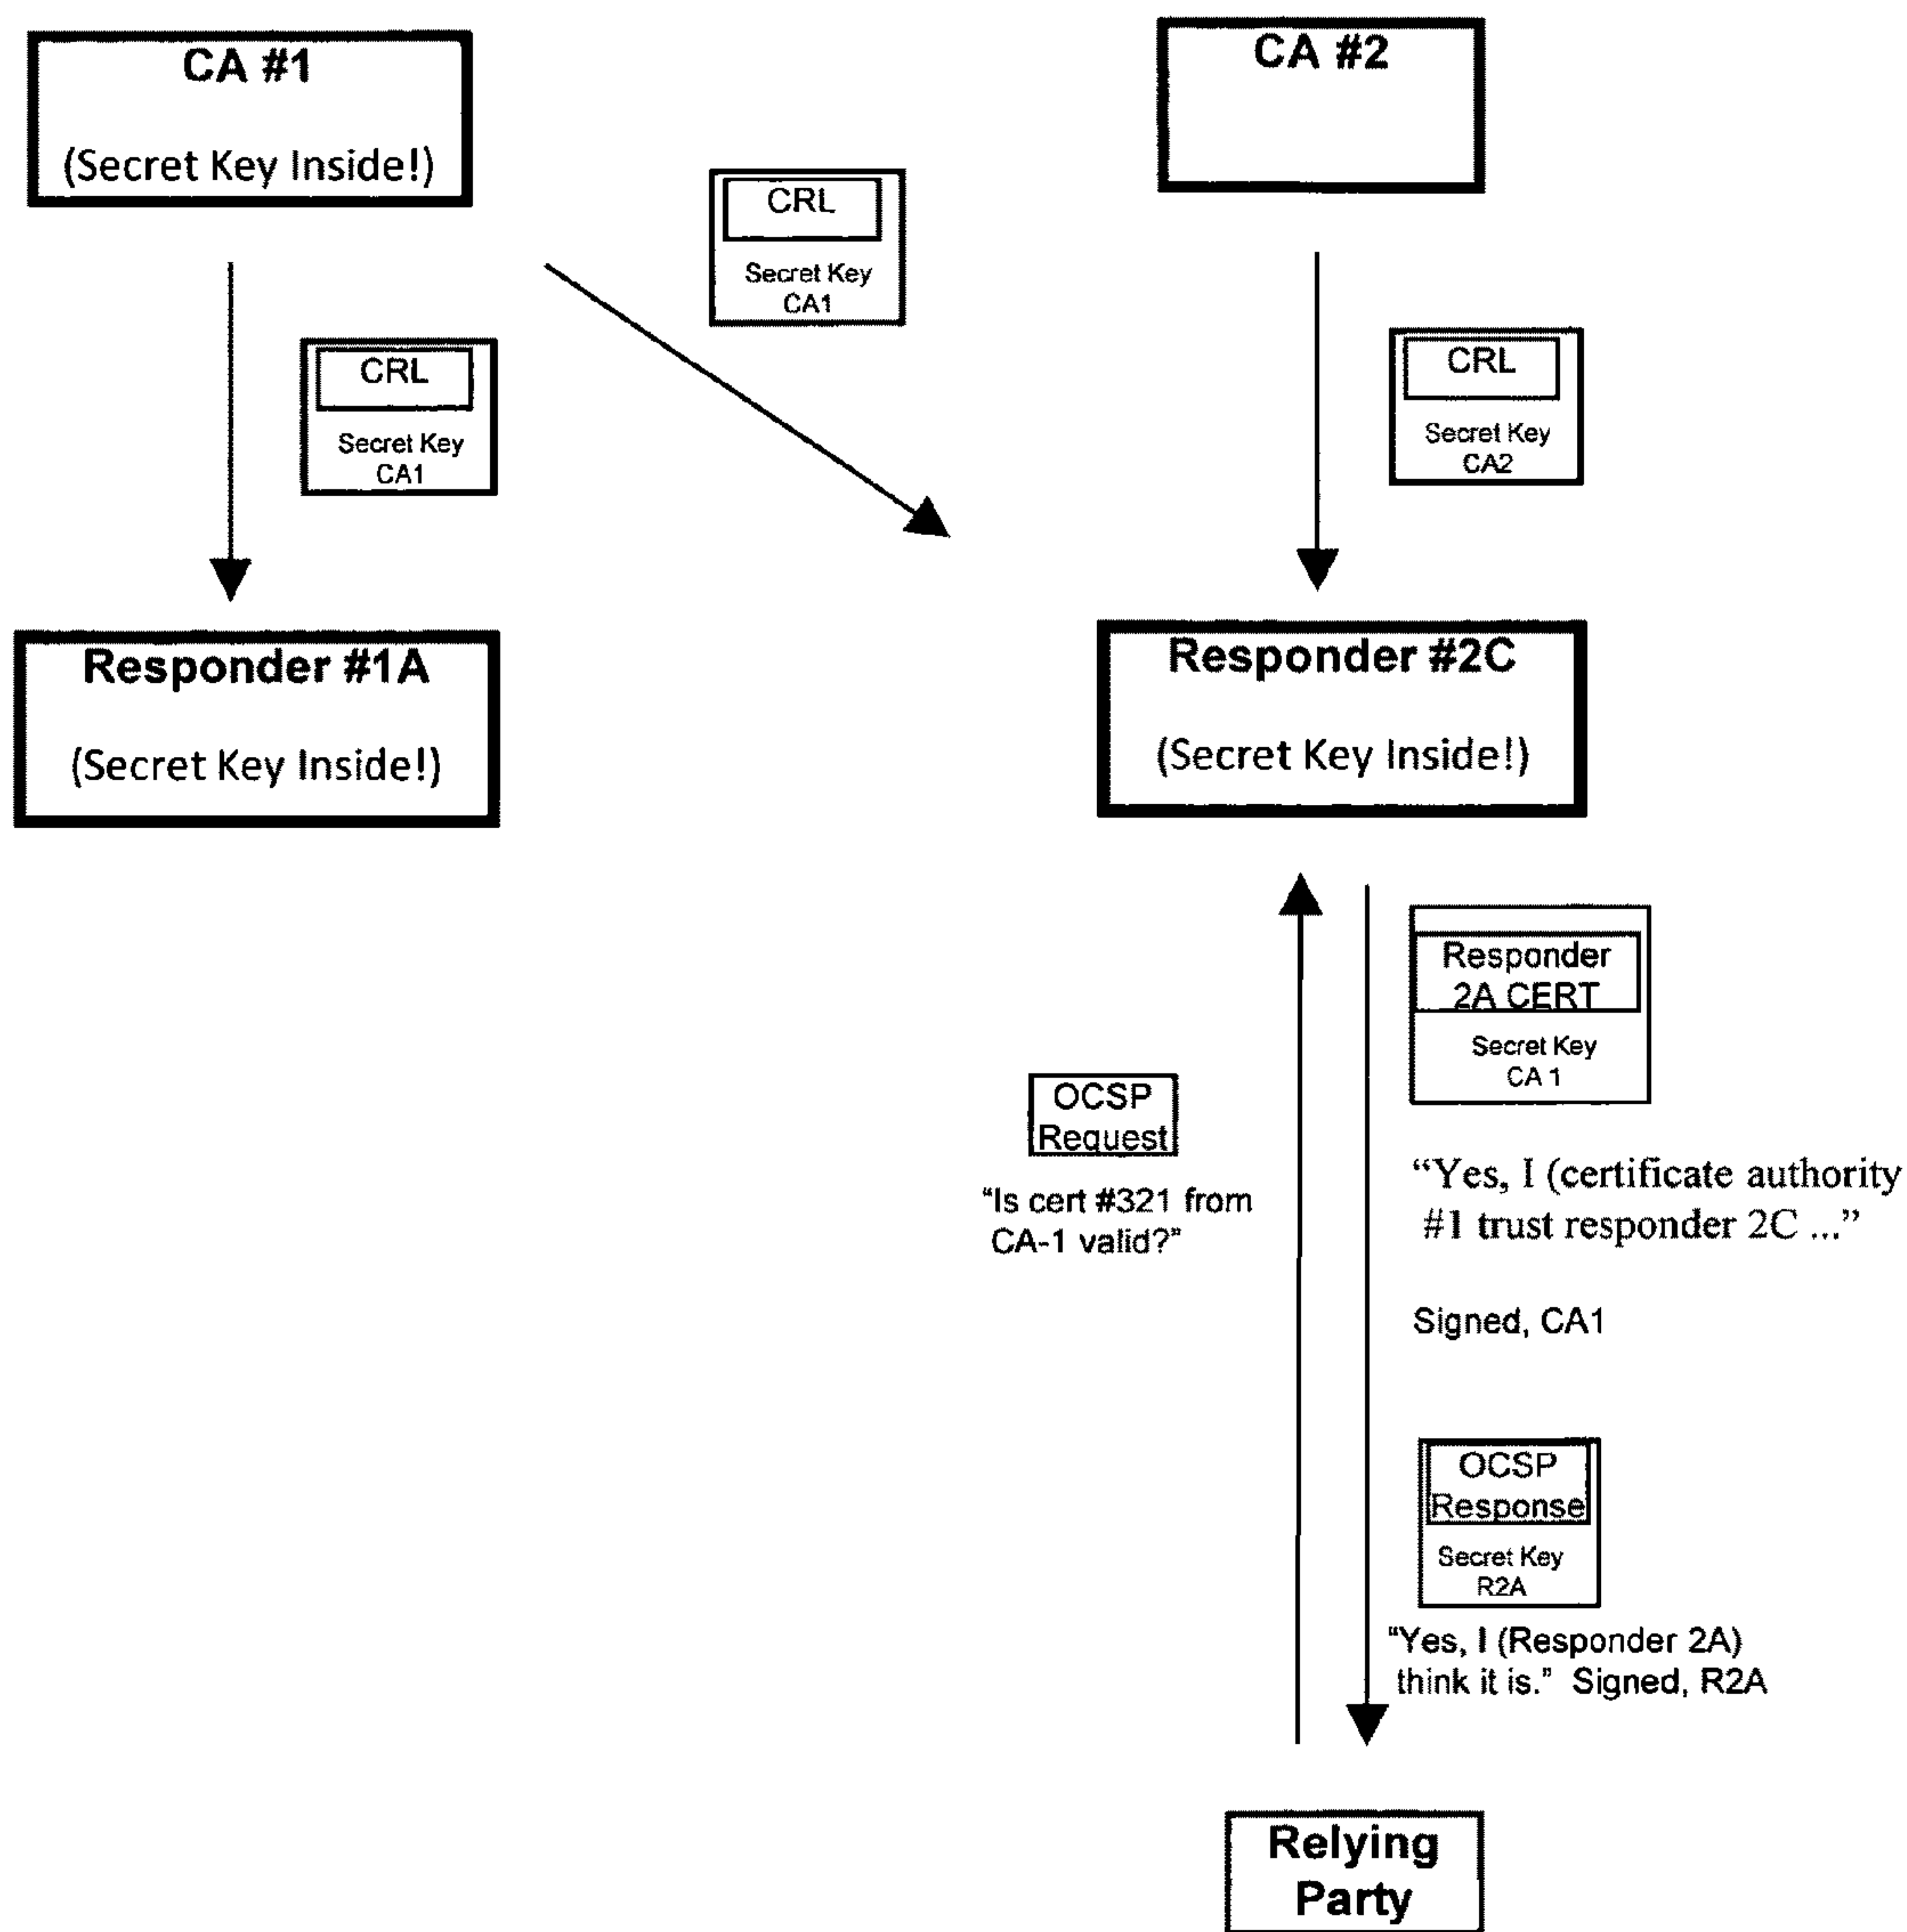 CA #1
(Secret Key Inside!)
CA #2
CRL
Secret Key
CA1
CRL
Secret Key
CA1
CRL
Secret Key
CA2
Responder #1A
(Secret Key Inside!)
Responder #2C
(Secret Key Inside!)
OCSP
Request
"Is cert #321 from
CA-1 valid?"
Responder
2A CERT
Secret Key
CA 1
“Yes, I (certificate authority
#1 trust responder 2C ...”
Signed, CA1
OCSP
Response
Secret Key
R2A
"Yes, I (Responder 2A)
think it is." Signed, R2A
Relying
Party